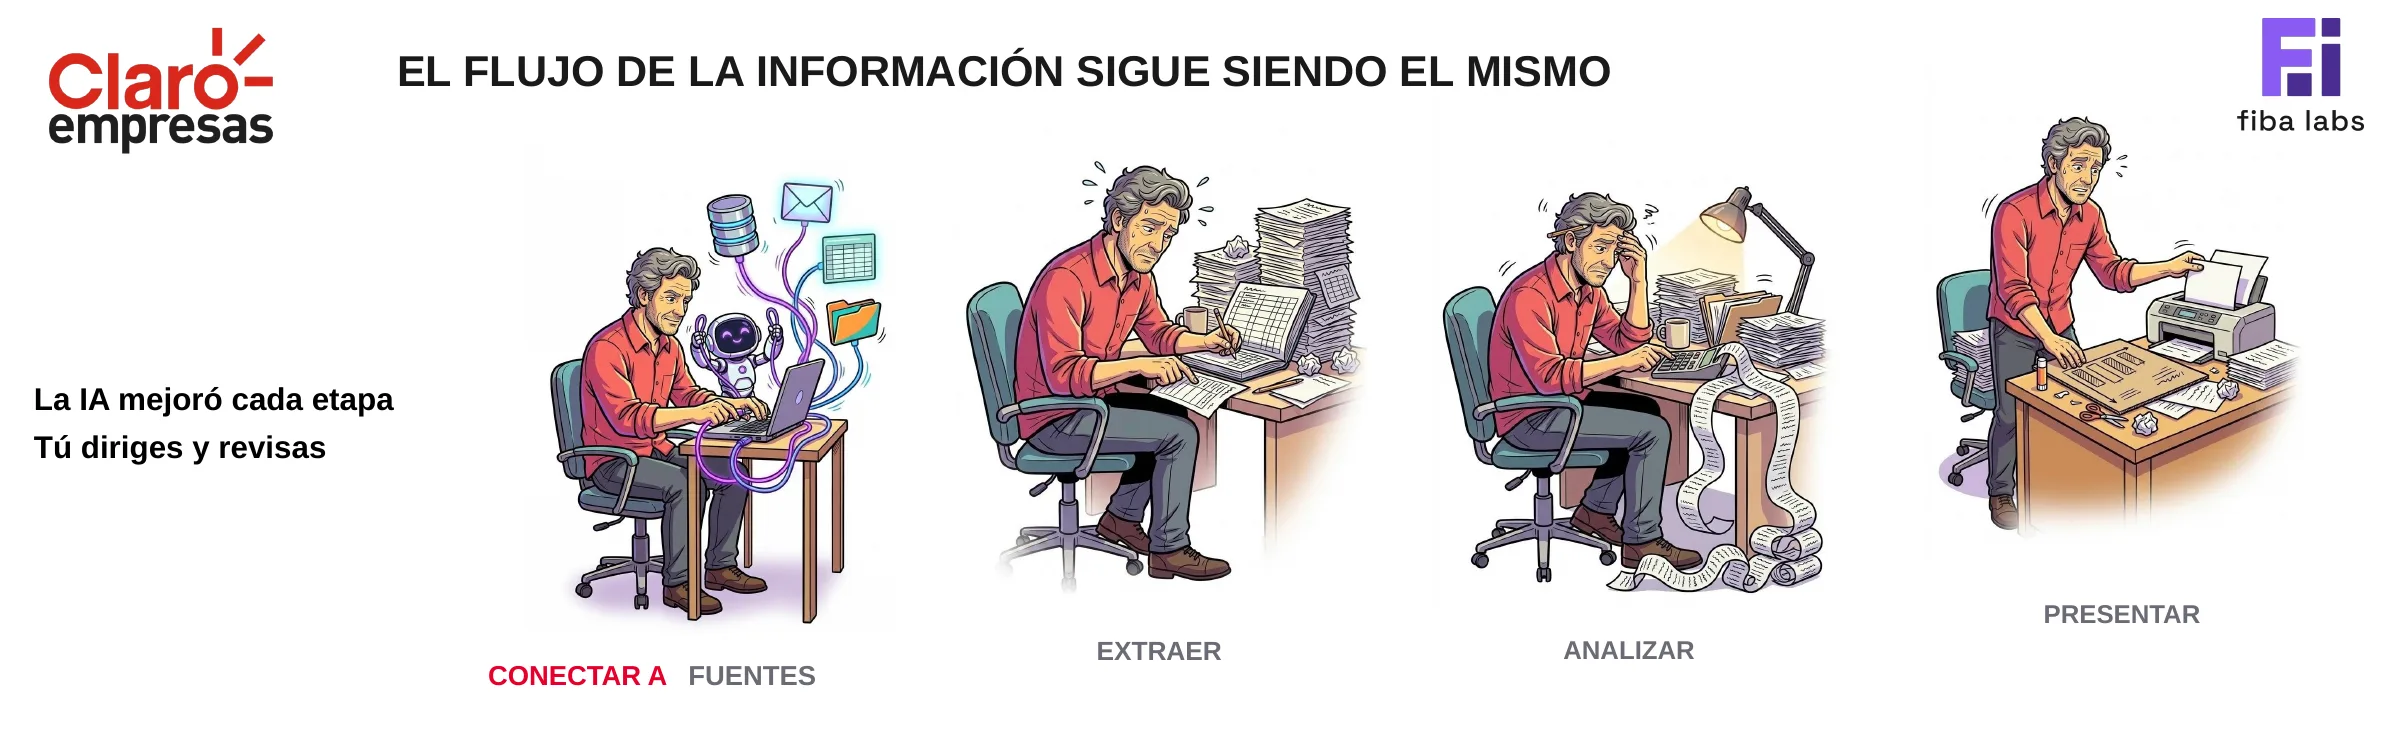 Claro
empresas
EL FLUJO DE LA INFORMACIÓN SIGUE SIENDO EL MISMO
Fi
fiba labs
La IA mejoró cada etapa
Tú diriges y revisas
CONECTAR A FUENTES
EXTRAER
ANALIZAR
PRESENTAR